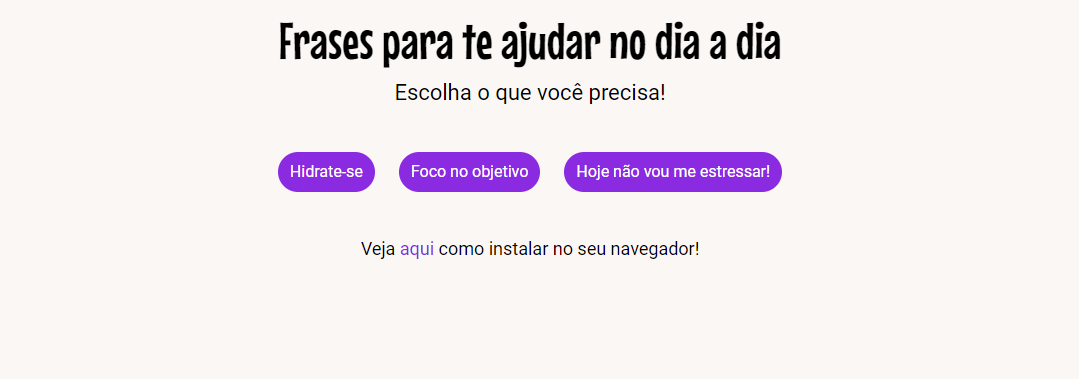 Frases para te ajudar no dia a dia
Escolha o que você precisa!
Hidrate-se Foco no objetivo Hoje não vou me estressar!
Veja aqui como instalar no seu navegador!